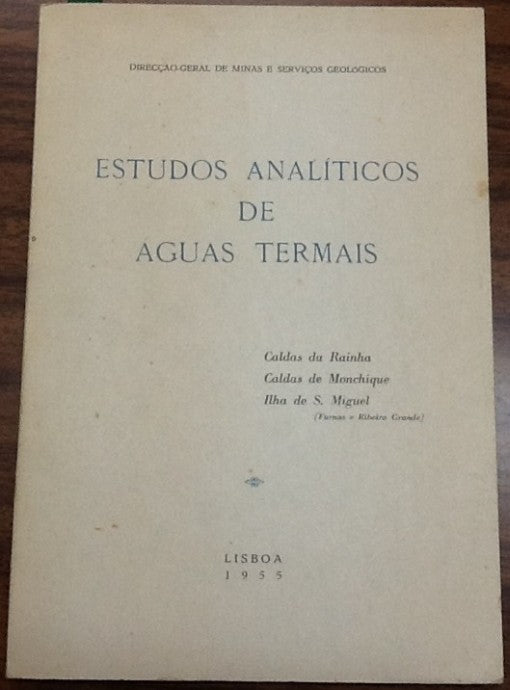 DIRECÇÃO-GERAL DE MINAS E SERVIÇOS GEOLÓGICOS
ESTUDOS ANALÍTICOS
DE
AGUAS TERMAIS
Caldas da Rainha
Caldas de Monchique
Ilha de S. Miguel
(Furnas e Ribeira Grande)
LISBOA
1955